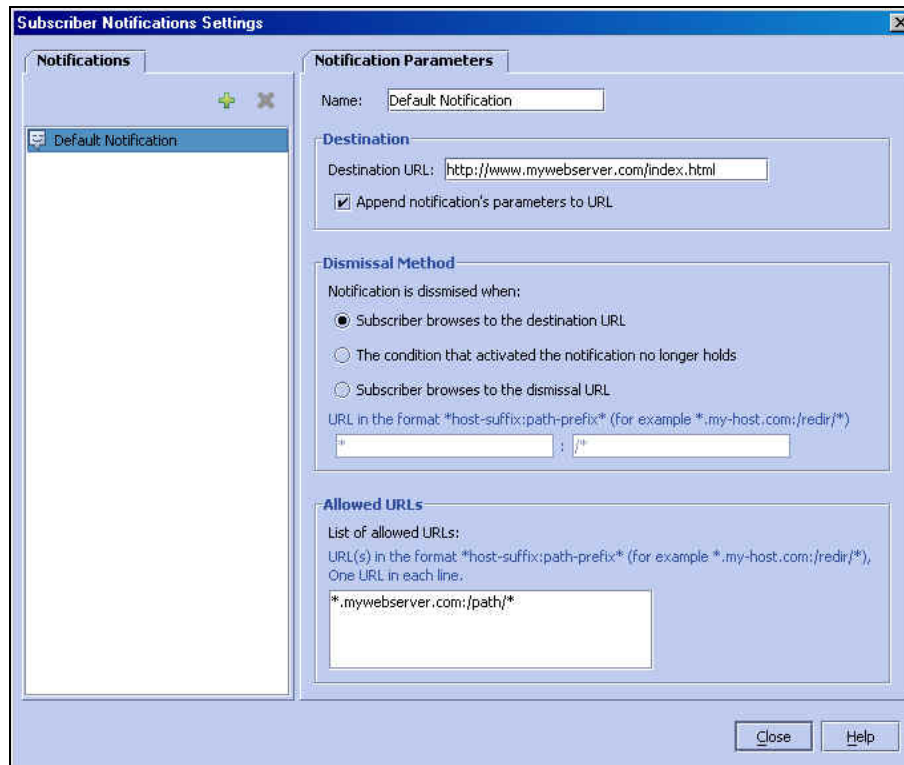 Subscriber Notifications Settings
Notifications
Default Notification
Notification Parameters
Name: Default Notification
Destination
Destination URL: http://www.mywebserver.com/index.html
Append notification's parameters to URL
Dismissal Method
Notification is dissmised when:
Subscriber browses to the destination URL
The condition that activated the notification no longer holds
Subscriber browses to the dismissal URL
URL in the format *host-suffix:path-prefix* (for example *.my-host.com:/redir/*)
* : /*
Allowed URLs
List of allowed URLs:
URL(s) in the format *host-suffix:path-prefix* (for example *.my-host.com:/redir/*),
One URL in each line.
*.mywebserver.com:/path/*
Close Help